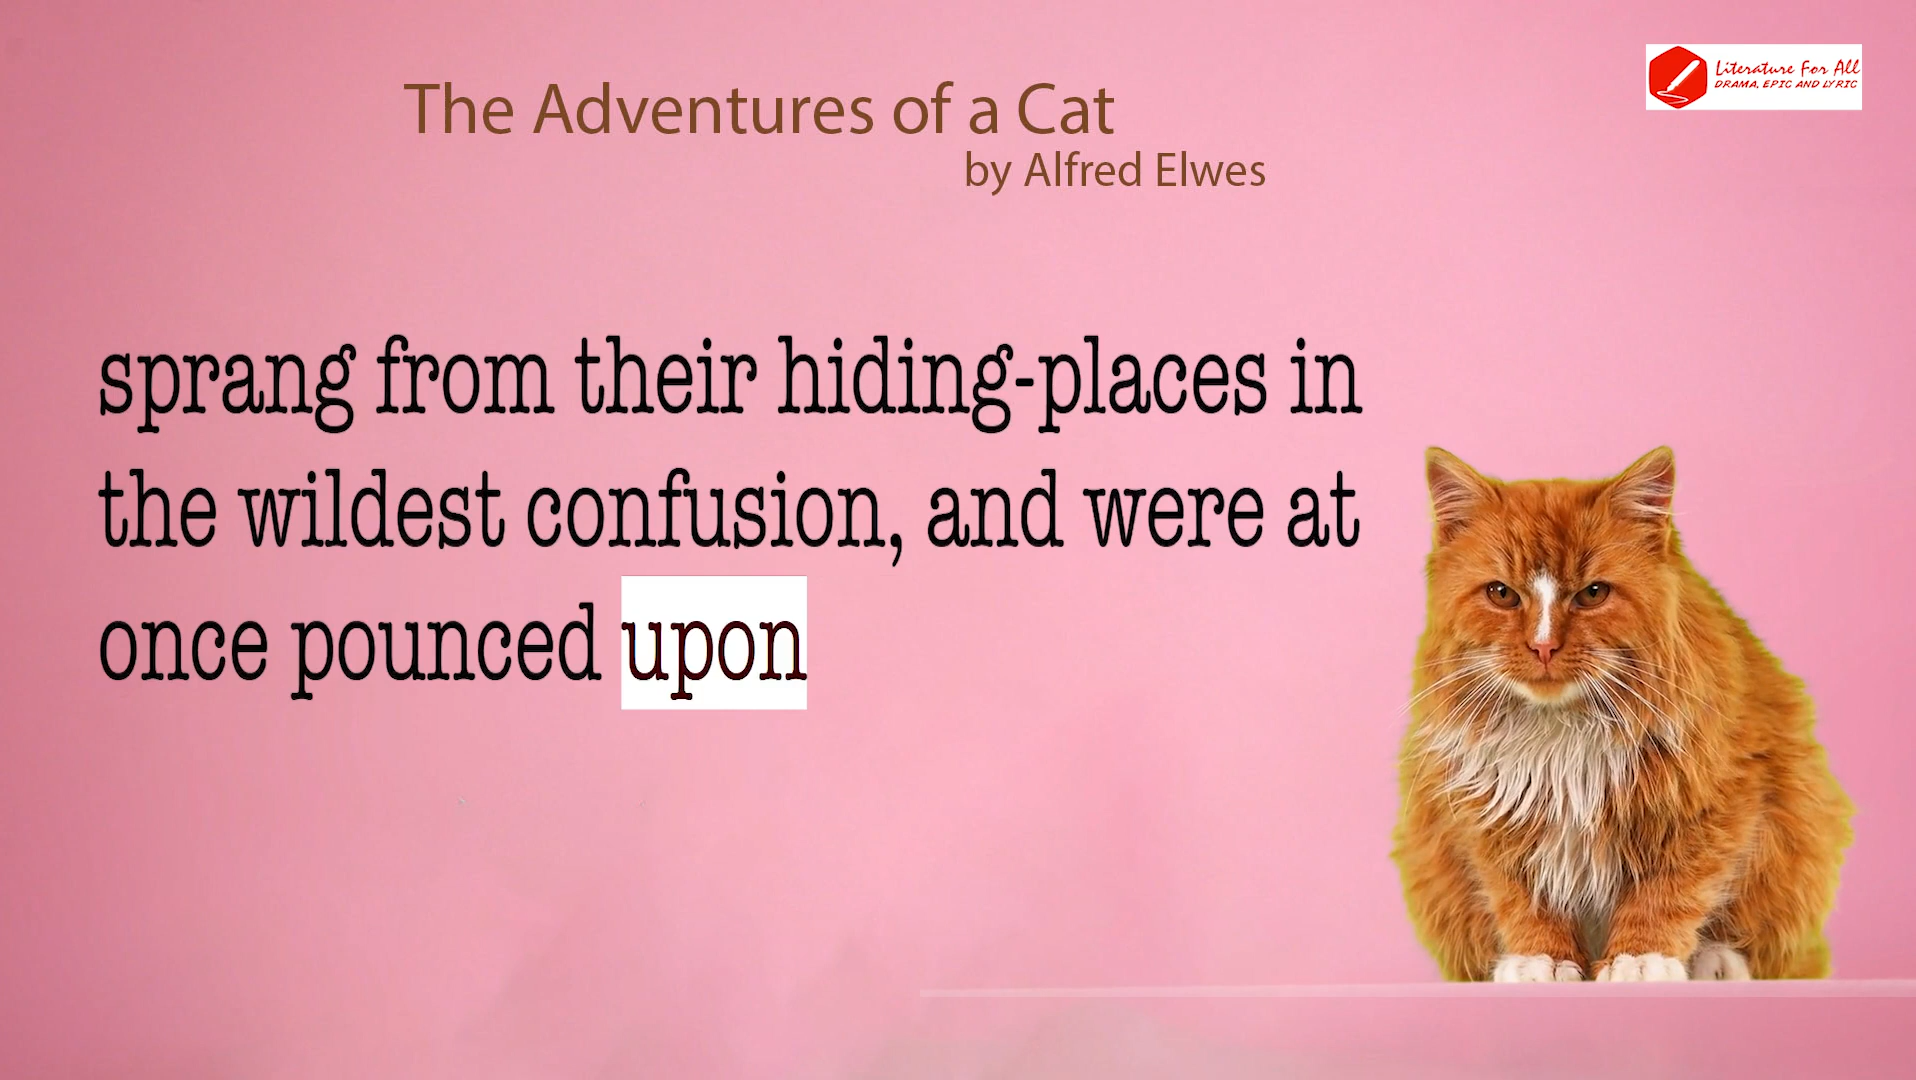 The Adventures of a Cat
by Alfred Elwes
Literature For All
DRAMA, EPIC AND LYRIC
sprang from their hiding-places in
the wildest confusion, and were at
once pounced upon